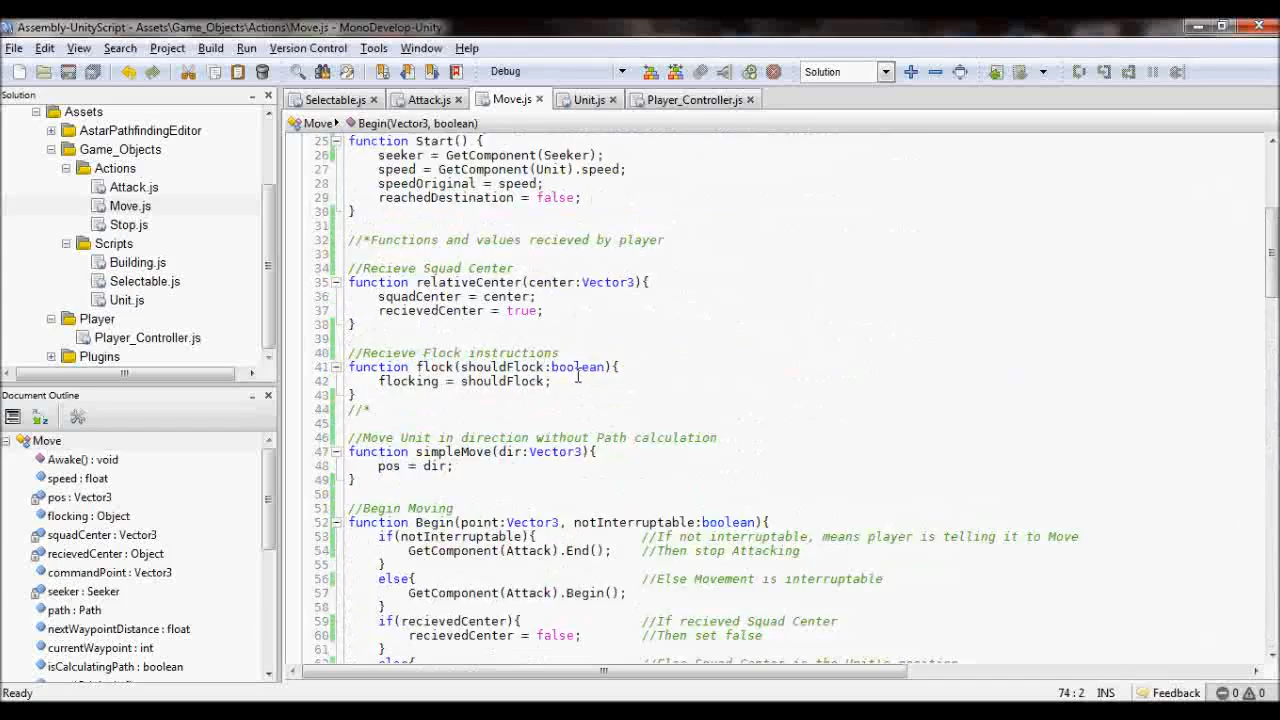 Assembly-UnityScript - Assets\Game_Objects\Actions\Move.js - MonoDevelop-Unity
File Edit View Search Project Build Run Version Control Tools Window Help
Debug
Solution
Solution
Assets
AstarPathfindingEditor
Game_Objects
Actions
Attack.js
Move.js
Stop.js
Scripts
Building.js
Selectable.js
Unit.js
Player
Player_Controller.js
Plugins
Document Outline
Move
Awake() : void
speed : float
pos : Vector3
flocking : Object
squadCenter : Vector3
recievedCenter : Object
commandPoint : Vector3
seeker : Seeker
path : Path
nextWaypointDistance : float
currentWaypoint : int
isCalculatingPath : boolean
Selectable.js Attack.js Move.js Unit.js Player_Controller.js
Move Begin(Vector3, boolean)
25 function Start() {
26 seeker = GetComponent(Seeker);
27 speed = GetComponent(Unit).speed;
28 speedOriginal = speed;
29 reachedDestination = false;
30 }
31
32 //*Functions and values recieved by player
33
34 //Recieve Squad Center
35 function relativeCenter(center:Vector3){
36 squadCenter = center;
37 recievedCenter = true;
38 }
39
40 //Recieve Flock instructions
41 function flock(shouldFlock:boolean){
42 flocking = shouldFlock;
43 }
44 //*
45
46 //Move Unit in direction without Path calculation
47 function simpleMove(dir:Vector3){
48 pos = dir;
49 }
50
51 //Begin Moving
52 function Begin(point:Vector3, notInterruptable:boolean){
53 if(notInterruptable){ //If not interruptable, means player is telling it to Move
54 GetComponent(Attack).End(); //Then stop Attacking
55 }
56 else{ //Else Movement is interruptable
57 GetComponent(Attack).Begin();
58 }
59 if(recievedCenter){ //If recieved Squad Center
60 recievedCenter = false; //Then set false
61 }
62 else{ //Else Squad Center is the Unit's position
Ready 74 : 2 INS Feedback 0 0